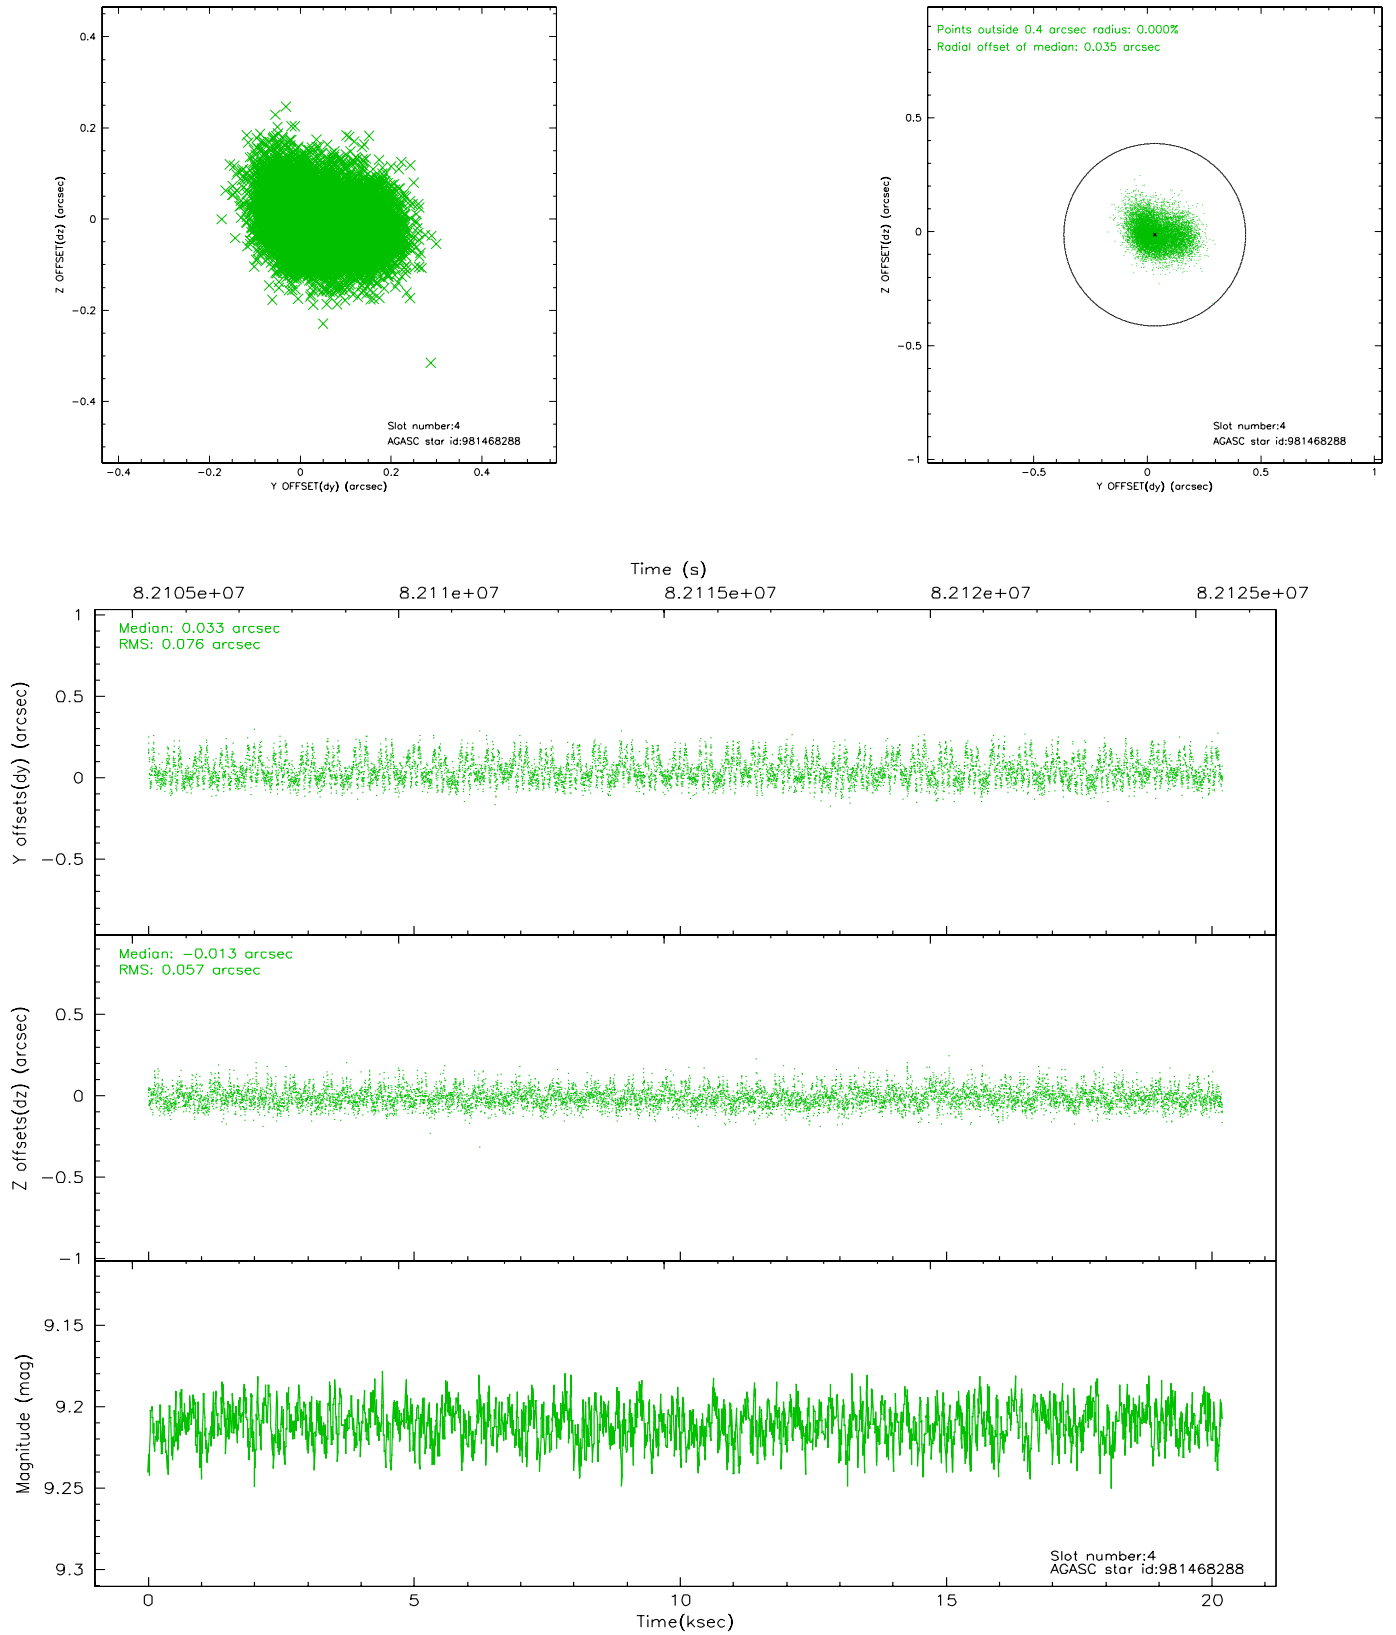 0.4
0.2
0
−0.2
−0.4
Z OFFSET(dz) (arcsec)
Slot number:4
AGASC star id:981468288
−0.4 −0.2 0 0.2 0.4
Y OFFSET(dy) (arcsec)
Points outside 0.4 arcsec radius: 0.000%
Radial offset of median: 0.035 arcsec
0.5
0
−0.5
−1
Z OFFSET(dz) (arcsec)
Slot number:4
AGASC star id:981468288
−0.5 0 0.5 1
Y OFFSET(dy) (arcsec)
Time (s)
8.2105e+07 8.211e+07 8.2115e+07 8.212e+07 8.2125e+07
Median: 0.033 arcsec
RMS: 0.076 arcsec
1
0.5
0
−0.5
Y offsets(dy) (arcsec)
Median: −0.013 arcsec
RMS: 0.057 arcsec
0.5
0
−0.5
−1
Z offsets(dz) (arcsec)
9.15
9.2
9.25
9.3
Magnitude (mag)
Slot number:4
AGASC star id:981468288
0 5 10 15 20
Time(ksec)